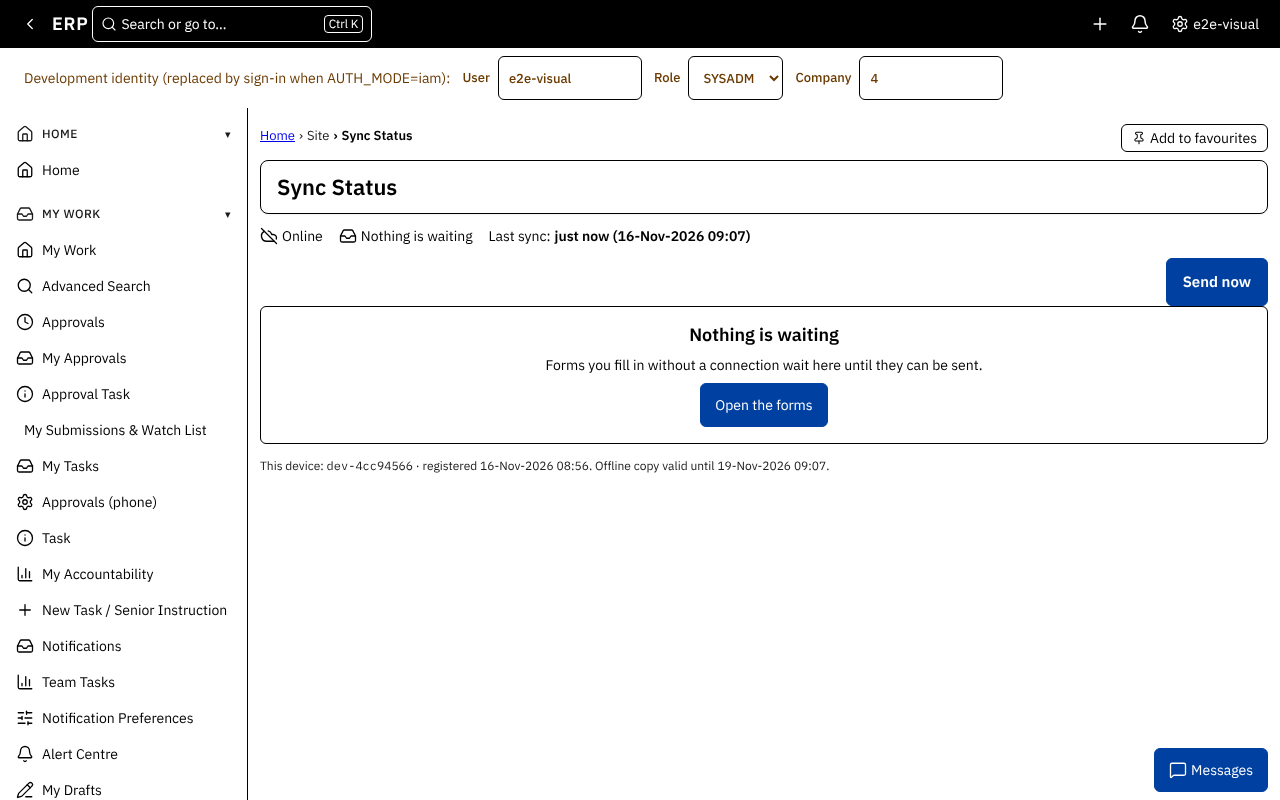 ERP Search or go to... Ctrl K e2e-visual
Development identity (replaced by sign-in when AUTH_MODE=iam): User e2e-visual Role SYSADM Company 4
HOME
Home
MY WORK
My Work
Advanced Search
Approvals
My Approvals
Approval Task
My Submissions & Watch List
My Tasks
Approvals (phone)
Task
My Accountability
New Task / Senior Instruction
Notifications
Team Tasks
Notification Preferences
Alert Centre
My Drafts
Home › Site › Sync Status
Add to favourites
Sync Status
Online Nothing is waiting Last sync: just now (16-Nov-2026 09:07)
Send now
Nothing is waiting
Forms you fill in without a connection wait here until they can be sent.
Open the forms
This device: dev-4cc94566 · registered 16-Nov-2026 08:56. Offline copy valid until 19-Nov-2026 09:07.
Messages